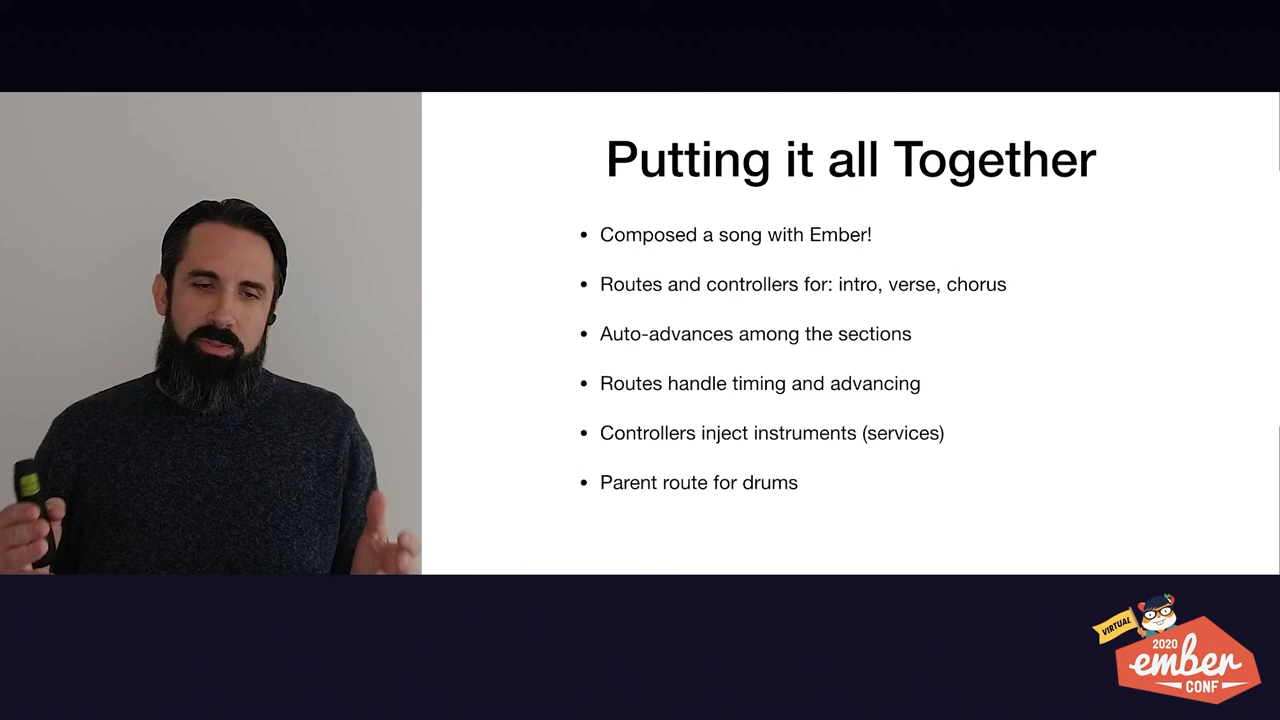 Putting it all Together
• Composed a song with Ember!
• Routes and controllers for: intro, verse, chorus
• Auto-advances among the sections
• Routes handle timing and advancing
• Controllers inject instruments (services)
• Parent route for drums
VIRTUAL
2020
ember
CONF